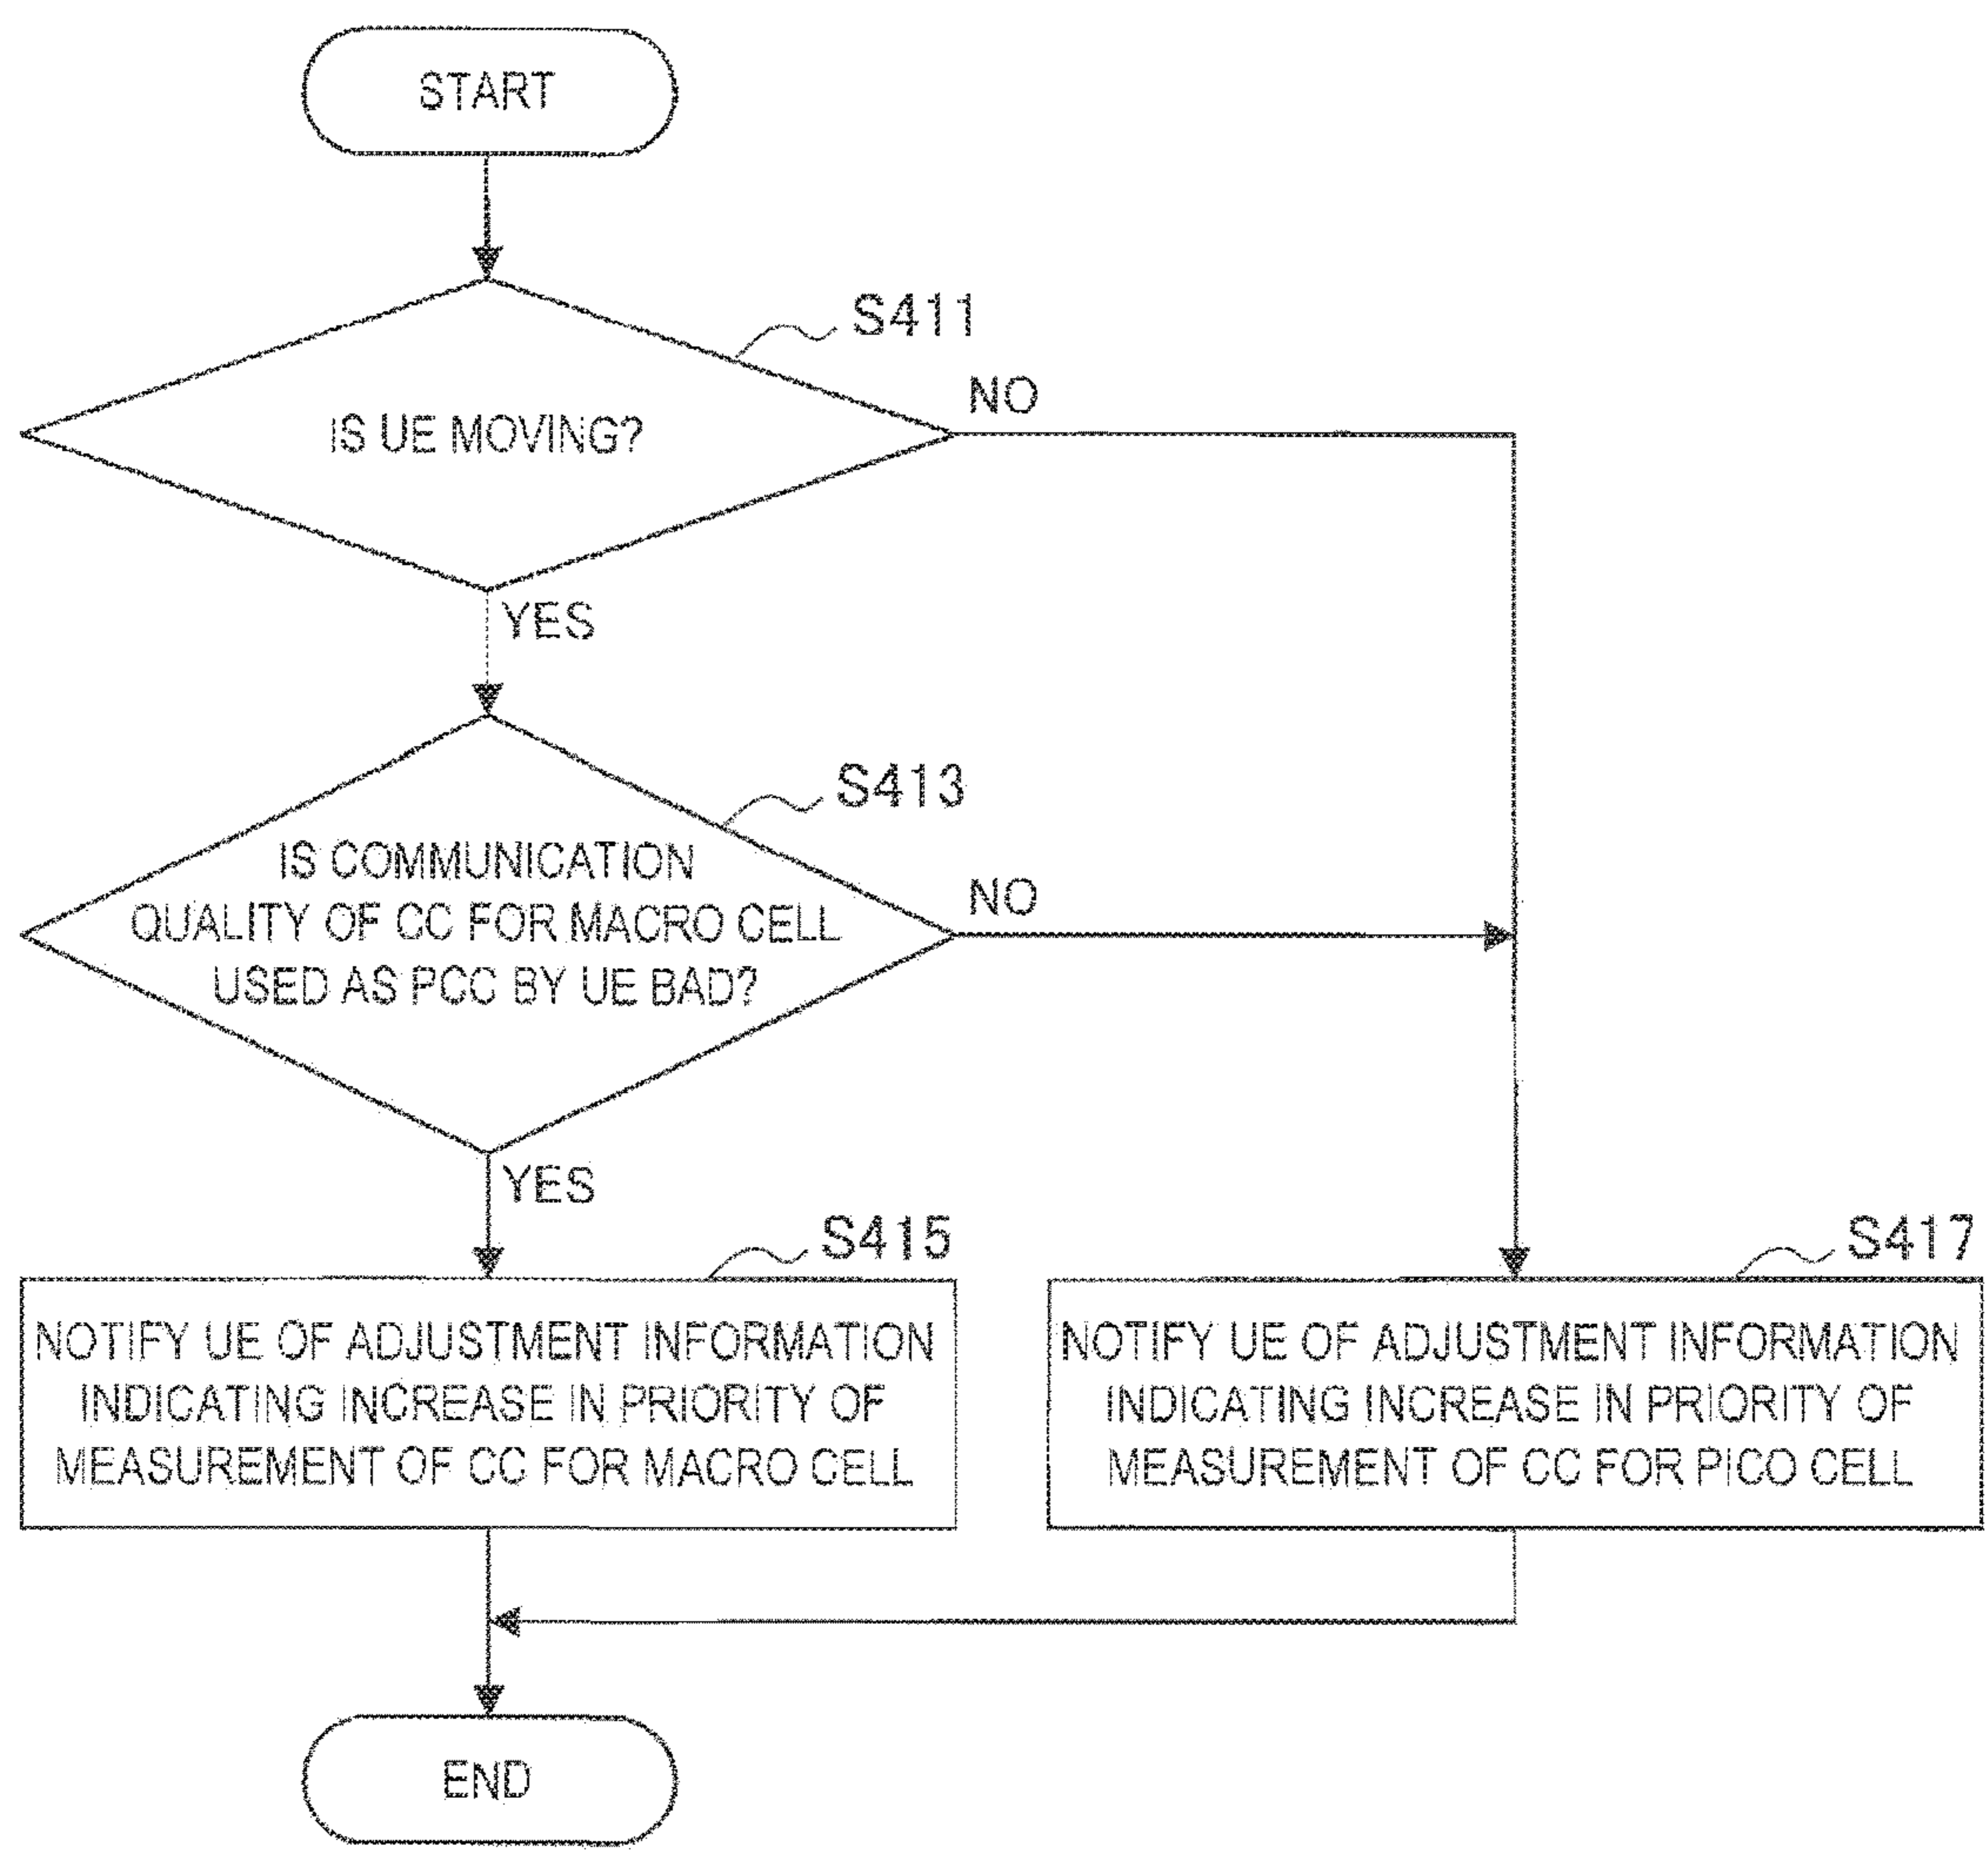 START
S411
IS UE MOVING?
NO
YES
S413
IS COMMUNICATION
QUALITY OF CC FOR MACRO CELL
USED AS PCC BY UE BAD?
NO
YES
S415
NOTIFY UE OF ADJUSTMENT INFORMATION
INDICATING INCREASE IN PRIORITY OF
MEASUREMENT OF CC FOR MACRO CELL
S417
NOTIFY UE OF ADJUSTMENT INFORMATION
INDICATING INCREASE IN PRIORITY OF
MEASUREMENT OF CC FOR PICO CELL
END